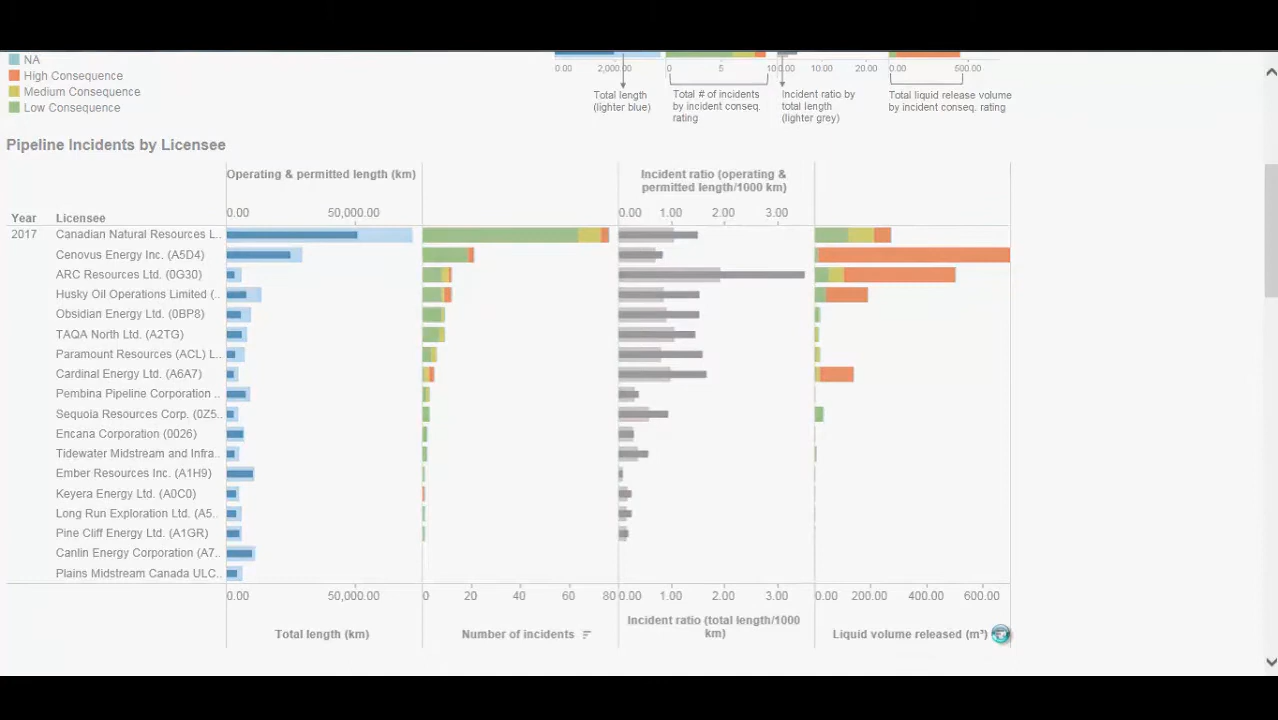 NA
High Consequence
Medium Consequence
Low Consequence
0.00 2,000.00 0 5 10 0.00 10.00 20.00 0.00 500.00
Total length
(lighter blue)
Total # of incidents
by incident conseq.
rating
Incident ratio by
total length
(lighter grey)
Total liquid release volume
by incident conseq. rating
Pipeline Incidents by Licensee
Operating & permitted length (km)
Incident ratio (operating &
permitted length/1000 km)
0.00 50,000.00 0.00 1.00 2.00 3.00
Year Licensee
2017 Canadian Natural Resources L..
Cenovus Energy Inc. (A5D4)
ARC Resources Ltd. (0G30)
Husky Oil Operations Limited (..
Obsidian Energy Ltd. (0BP8)
TAQA North Ltd. (A2TG)
Paramount Resources (ACL) L..
Cardinal Energy Ltd. (A6A7)
Pembina Pipeline Corporation ..
Sequoia Resources Corp. (0Z5..
Encana Corporation (0026)
Tidewater Midstream and Infra..
Ember Resources Inc. (A1H9)
Keyera Energy Ltd. (A0C0)
Long Run Exploration Ltd. (A5..
Pine Cliff Energy Ltd. (A1GR)
Canlin Energy Corporation (A7..
Plains Midstream Canada ULC..
0.00 50,000.00 0 20 40 60 80 0.00 1.00 2.00 3.00 0.00 200.00 400.00 600.00
Total length (km)
Number of incidents
Incident ratio (total length/1000
km)
Liquid volume released (m³)